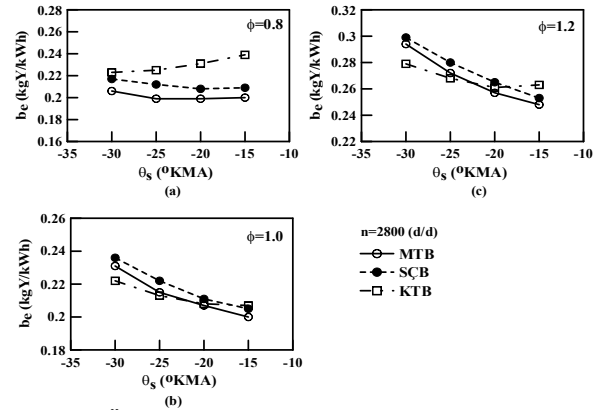 0.28
0.26
0.24
0.22
0.2
0.18
0.16
be (kgY/kWh)
ϕ=0.8
-35 -30 -25 -20 -15 -10
θs (ºKMA)
(a)
0.32
0.3
0.28
0.26
0.24
0.22
be (kgY/kWh)
ϕ=1.2
-35 -30 -25 -20 -15 -10
θs (ºKMA)
(c)
0.26
0.24
0.22
0.2
0.18
be (kgY/kWh)
ϕ=1.0
-35 -30 -25 -20 -15 -10
θs (ºKMA)
(b)
n=2800 (d/d)
MTB
SÇB
KTB